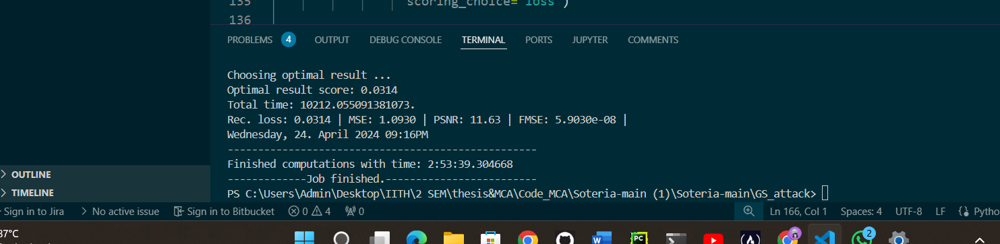 135
scoring_choice='loss')
136
PROBLEMS 4 OUTPUT DEBUG CONSOLE TERMINAL PORTS JUPYTER COMMENTS
Choosing optimal result ...
Optimal result score: 0.0314
Total time: 10212.055091381073.
Rec. loss: 0.0314 | MSE: 1.0930 | PSNR: 11.63 | FMSE: 5.9030e-08 |
Wednesday, 24. April 2024 09:16PM
---------------------------------------------------
Finished computations with time: 2:53:39.304668
-------------Job finished.-------------------------
OUTLINE
TIMELINE
PS C:\Users\Admin\Desktop\IITH\2 SEM\thesis&MCA\Code_MCA\Soteria-main (1)\Soteria-main\GS_attack>
Sign in to Jira No active issue Sign in to Bitbucket 0 4 0 Ln 166, Col 1 Spaces: 4 UTF-8 LF Pytho
37°C
W PC 2